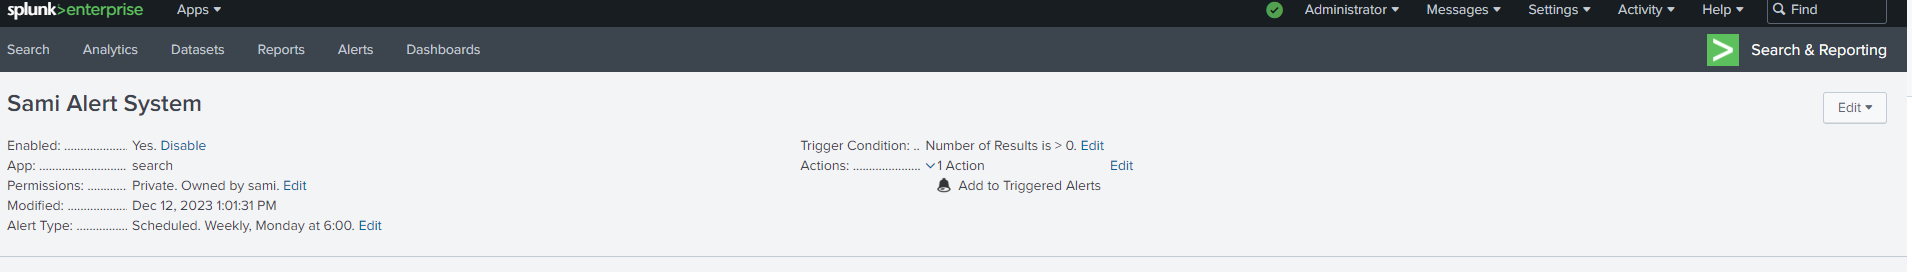 splunk>enterprise Apps Administrator Messages Settings Activity Help Find
Search Analytics Datasets Reports Alerts Dashboards Search & Reporting
Sami Alert System
Edit
Enabled: .................... Yes. Disable
App: ........................... search
Permissions: ............ Private. Owned by sami. Edit
Modified: .................. Dec 12, 2023 1:01:31 PM
Alert Type: ................ Scheduled. Weekly, Monday at 6:00. Edit
Trigger Condition: .. Number of Results is > 0. Edit
Actions: ..................... 1 Action Edit
Add to Triggered Alerts